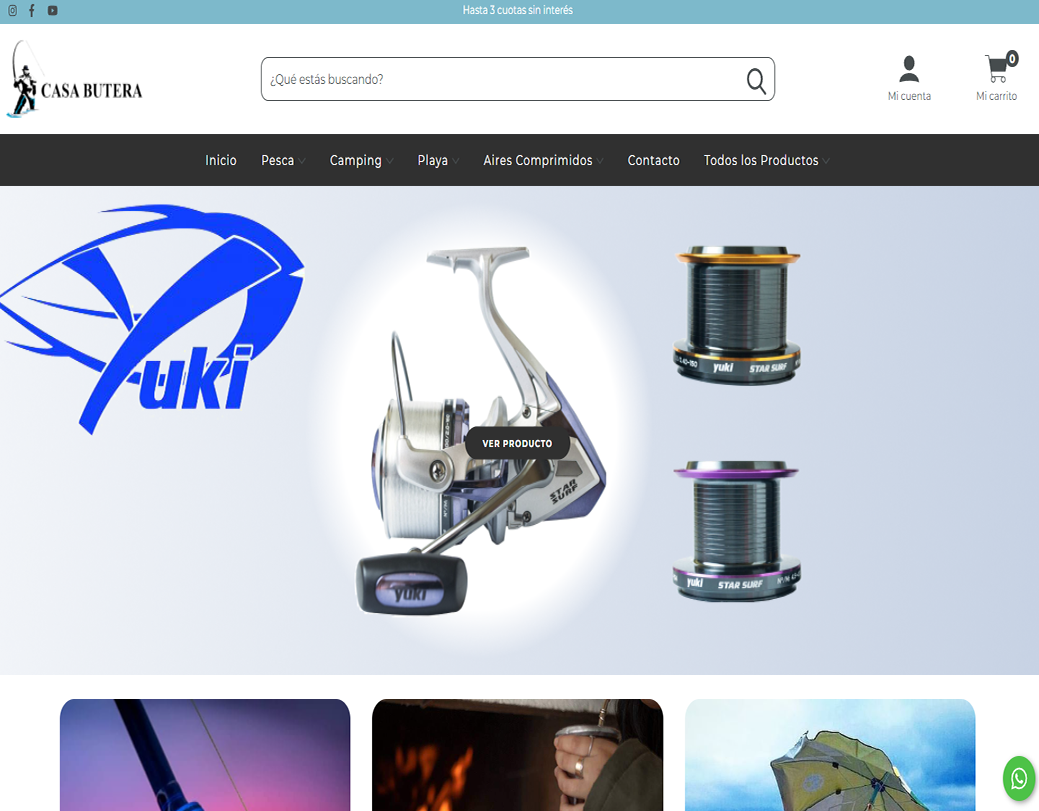 Hasta 3 cuotas sin interés
CASA BUTERA
¿Qué estás buscando?
Mi cuenta
0
Mi carrito
Inicio
Pesca
Camping
Playa
Aires Comprimidos
Contacto
Todos los Productos
Yuki
VER PRODUCTO
STAR
SURF
yuki
yuki STAR SURF
yuki STAR SURF